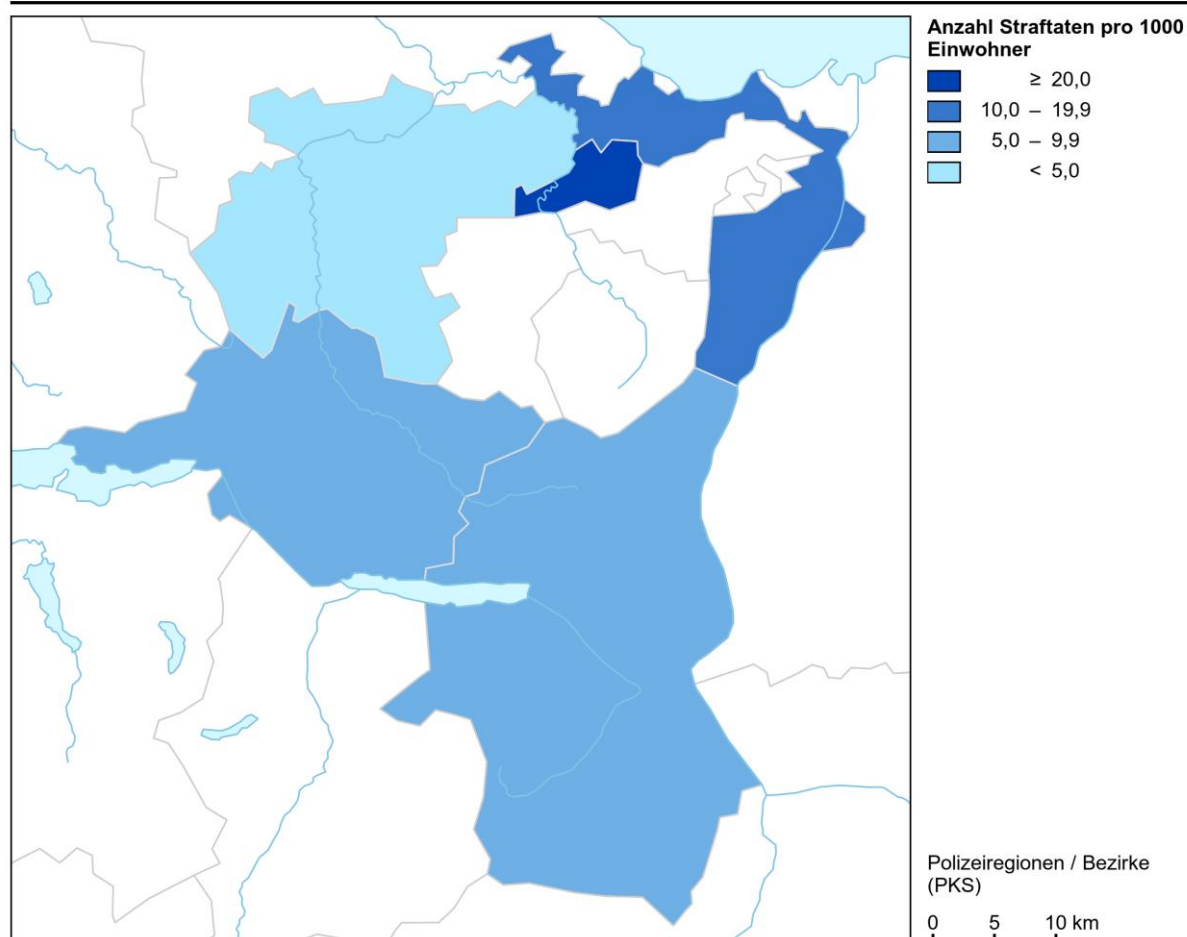 Anzahl Straftaten pro 1000
Einwohner
≥ 20,0
10,0 – 19,9
5,0 – 9,9
< 5,0
Polizeiregionen / Bezirke
(PKS)
0 5 10 km